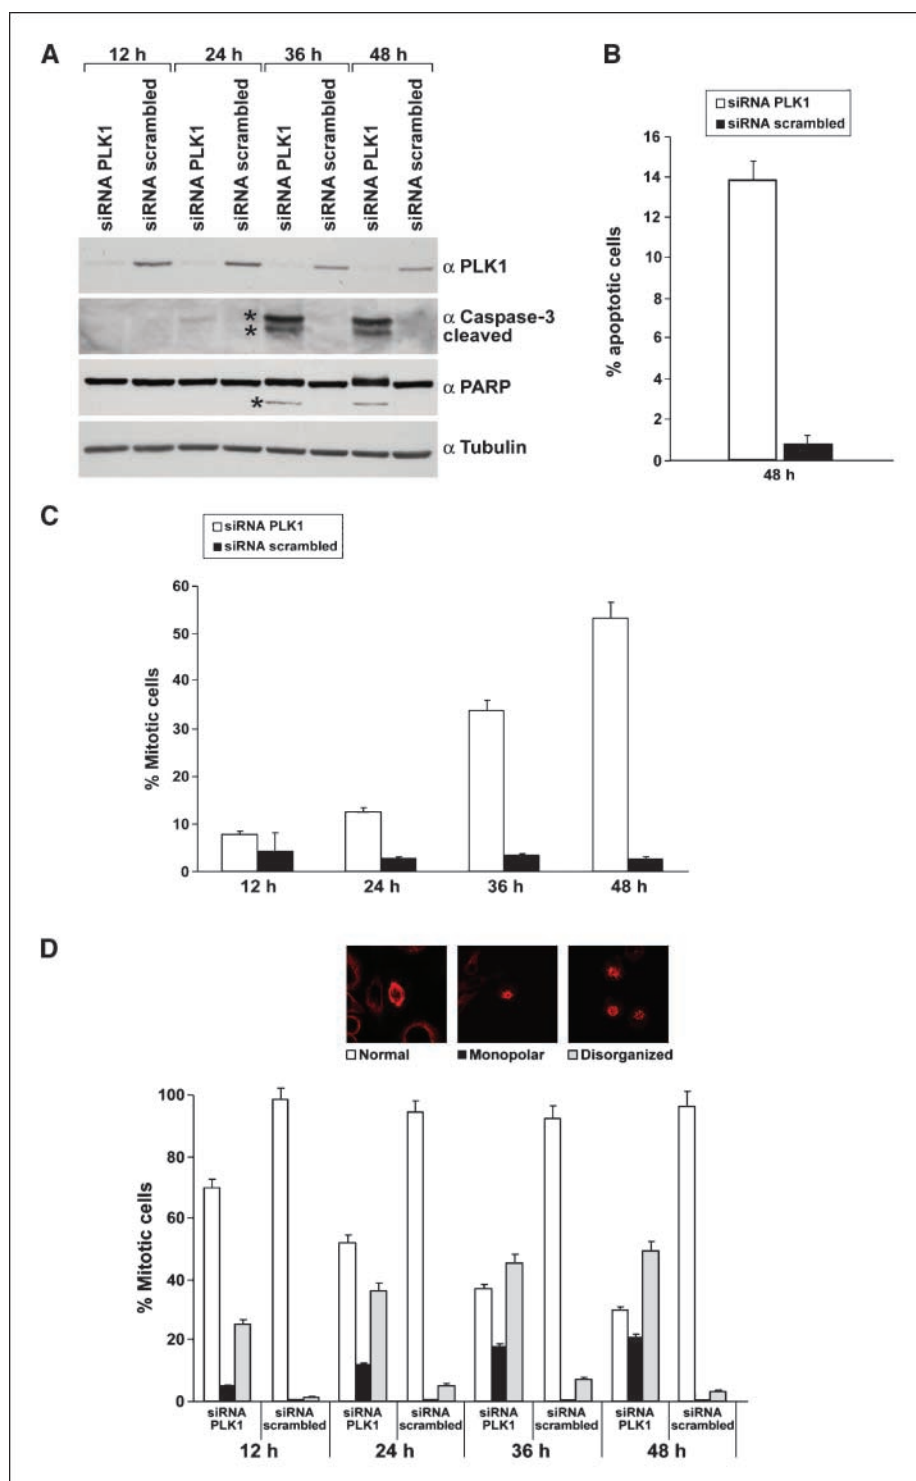 A
12 h 24 h 36 h 48 h
siRNA PLK1
siRNA scrambled
siRNA PLK1
siRNA scrambled
siRNA PLK1
siRNA scrambled
siRNA PLK1
siRNA scrambled
α PLK1
* α Caspase-3
* cleaved
α PARP
*
α Tubulin
B
siRNA PLK1
siRNA scrambled
% apoptotic cells
16
14
12
10
8
6
4
2
0
48 h
C
siRNA PLK1
siRNA scrambled
% Mitotic cells
60
50
40
30
20
10
0
12 h 24 h 36 h 48 h
D
Normal Monopolar Disorganized
% Mitotic cells
100
80
60
40
20
0
siRNA siRNA siRNA siRNA siRNA siRNA siRNA siRNA
PLK1 scrambled PLK1 scrambled PLK1 scrambled PLK1 scrambled
12 h 24 h 36 h 48 h